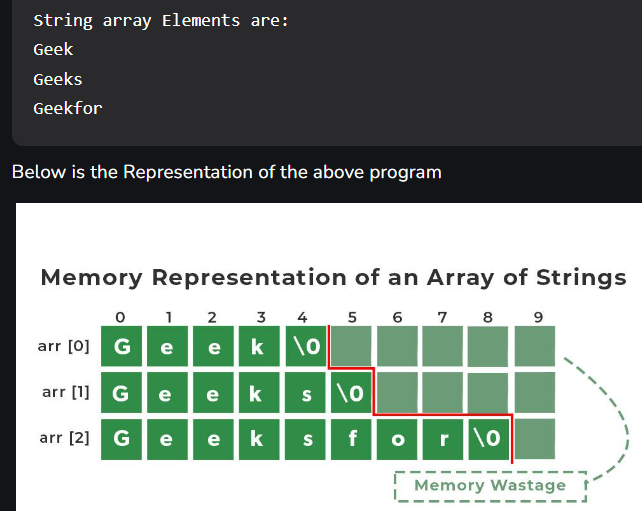 String array Elements are:
Geek
Geeks
Geekfor
Below is the Representation of the above program
Memory Representation of an Array of Strings
0 1 2 3 4 5 6 7 8 9
arr [0] G e e k \0
arr [1] G e e k s \0
arr [2] G e e k s f o r \0
Memory Wastage